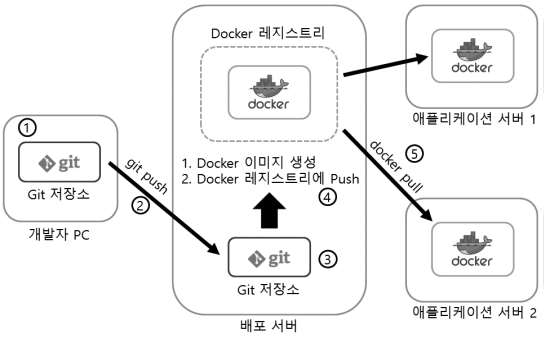 ①
git
Git 저장소
개발자 PC
git push
②
Docker 레지스트리
docker
1. Docker 이미지 생성
2. Docker 레지스트리에 Push
④
git
③
Git 저장소
배포 서버
docker
애플리케이션 서버 1
docker pull
⑤
docker
애플리케이션 서버 2